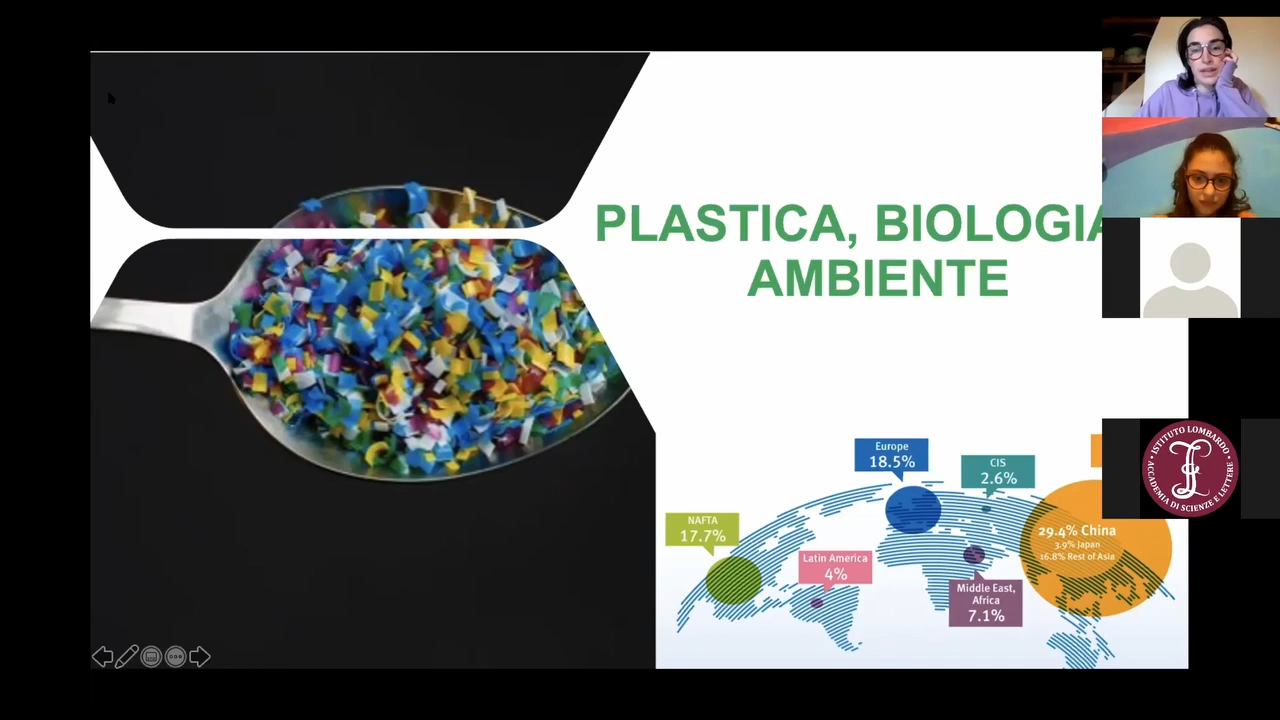 PLASTICA, BIOLOGIA
AMBIENTE
Europe
18.5%
CIS
2.6%
NAFTA
17.7%
Latin America
4%
Middle East,
Africa
7.1%
29.4% China
3.9% Japan
16.8% Rest of Asia
ISTITUTO LOMBARDO
ACCADEMIA DI SCIENZE E LETTERE